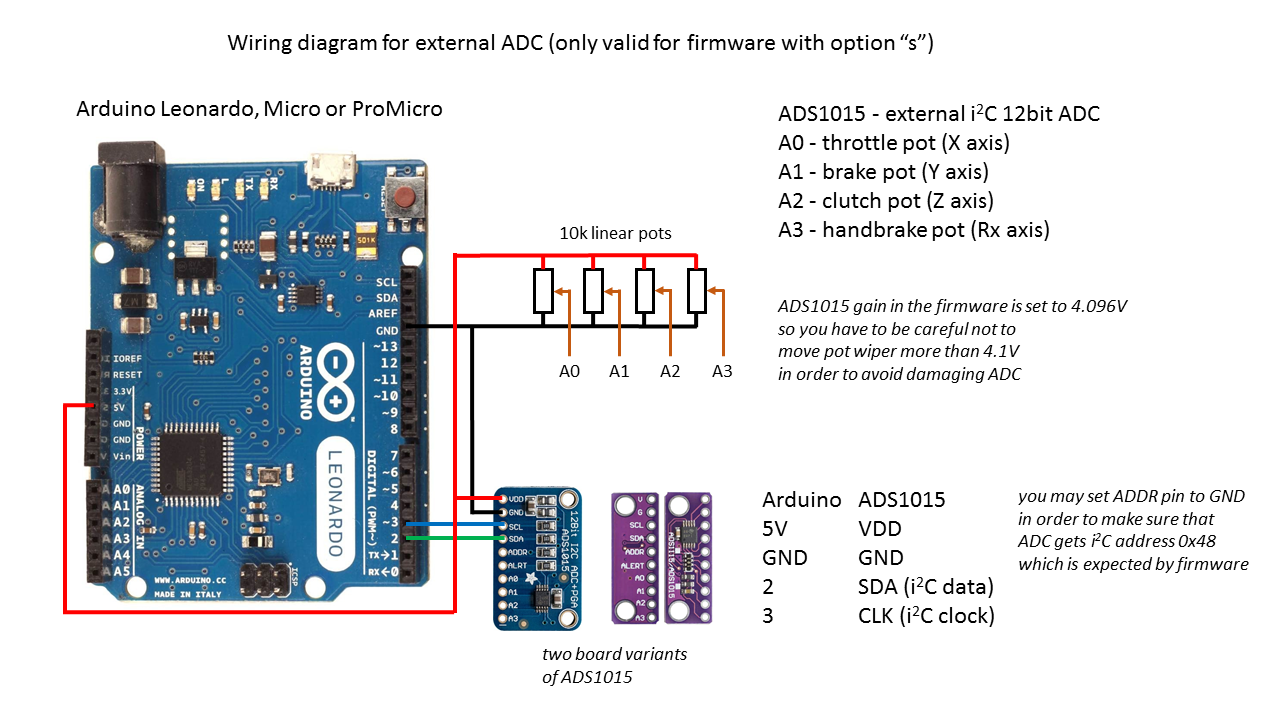 Wiring diagram for external ADC (only valid for firmware with option “s”)
Arduino Leonardo, Micro or ProMicro
ADS1015 - external i²C 12bit ADC
A0 - throttle pot (X axis)
A1 - brake pot (Y axis)
A2 - clutch pot (Z axis)
A3 - handbrake pot (Rx axis)
10k linear pots
A0 A1 A2 A3
ADS1015 gain in the firmware is set to 4.096V
so you have to be careful not to
move pot wiper more than 4.1V
in order to avoid damaging ADC
ON
L
TX
RX
RESET
501K
SCL
SDA
AREF
GND
~13
12
~11
~10
~9
8
7
~6
~5
4
~3
2
TX→1
RX←0
DIGITAL (PWM~)
ARDUINO
LEONARDO
IOREF
RESET
3.3V
5V
GND
GND
Vin
POWER
A0
A1
A2
A3
A4
A5
ANALOG IN
ICSP
WWW.ARDUINO.CC
MADE IN ITALY
VDD
GND
SCL
SDA
ADDR
ALRT
A0
A1
A2
A3
12Bit I2C ADC+PGA
ADS1015
V
G
SCL
SDA
ADDR
ALERT
A0
A1
A2
A3
ADS1115/ADS1015
two board variants
of ADS1015
Arduino ADS1015
5V VDD
GND GND
2 SDA (i²C data)
3 CLK (i²C clock)
you may set ADDR pin to GND
in order to make sure that
ADC gets i²C address 0x48
which is expected by firmware